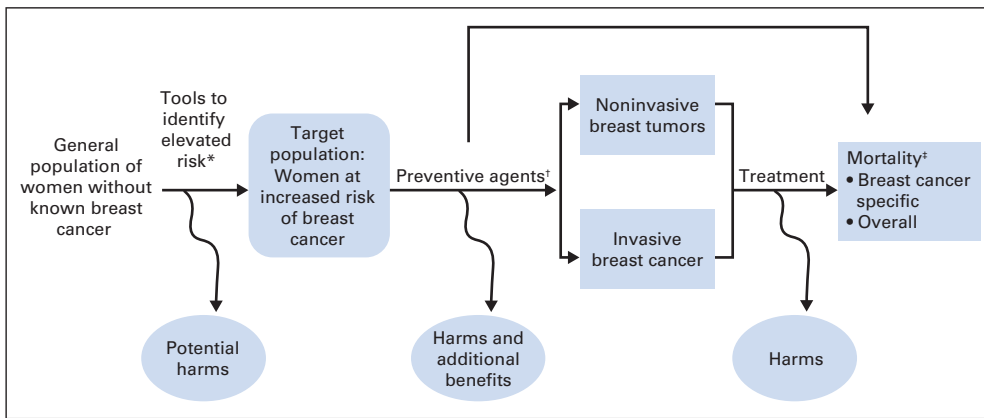 General
population of
women without
known breast
cancer
Tools to
identify
elevated
risk*
Target
population:
Women at
increased risk
of breast
cancer
Preventive agents†
Noninvasive
breast tumors
Invasive
breast cancer
Treatment
Mortality‡
• Breast cancer
specific
• Overall
Potential
harms
Harms and
additional
benefits
Harms